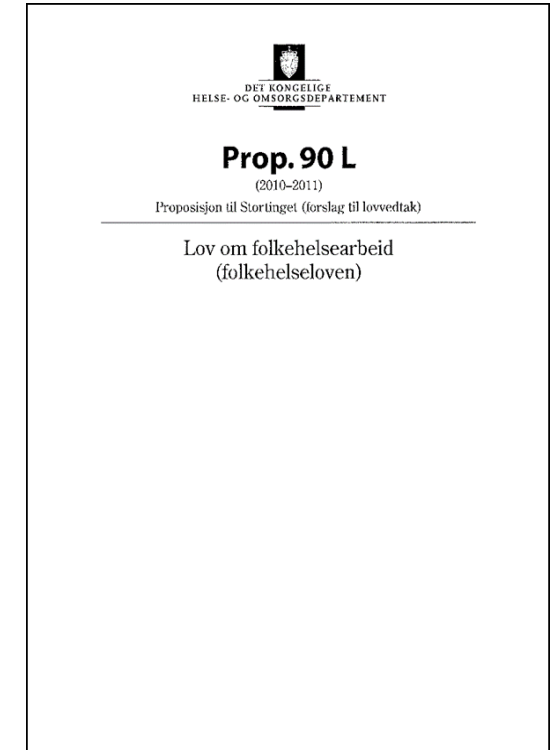 DET KONGELIGE
HELSE- OG OMSORGSDEPARTEMENT
Prop. 90 L
(2010–2011)
Proposisjon til Stortinget (forslag til lovvedtak)
Lov om folkehelsearbeid
(folkehelseloven)